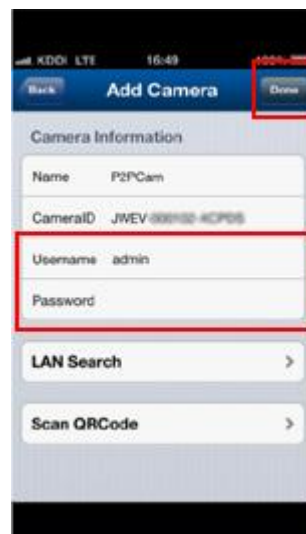 KDDI LTE 16:49 100%
Back Add Camera Done
Camera Information
Name P2PCam
CameraID JWEV
Username admin
Password
LAN Search
Scan QRCode